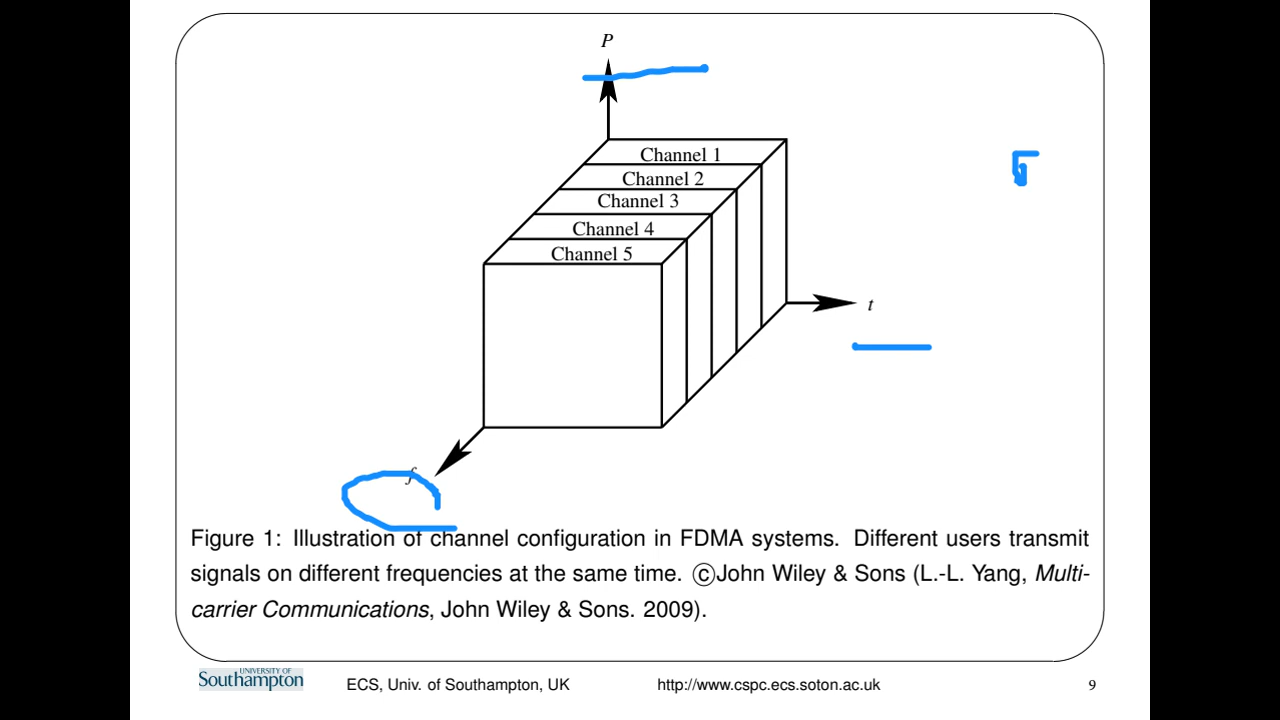 P
Channel 1
Channel 2
Channel 3
Channel 4
Channel 5
t
f
Figure 1: Illustration of channel configuration in FDMA systems. Different users transmit
signals on different frequencies at the same time. ©John Wiley & Sons (L.-L. Yang, Multi-
carrier Communications, John Wiley & Sons. 2009).
UNIVERSITY OF
Southampton
ECS, Univ. of Southampton, UK http://www.cspc.ecs.soton.ac.uk 9